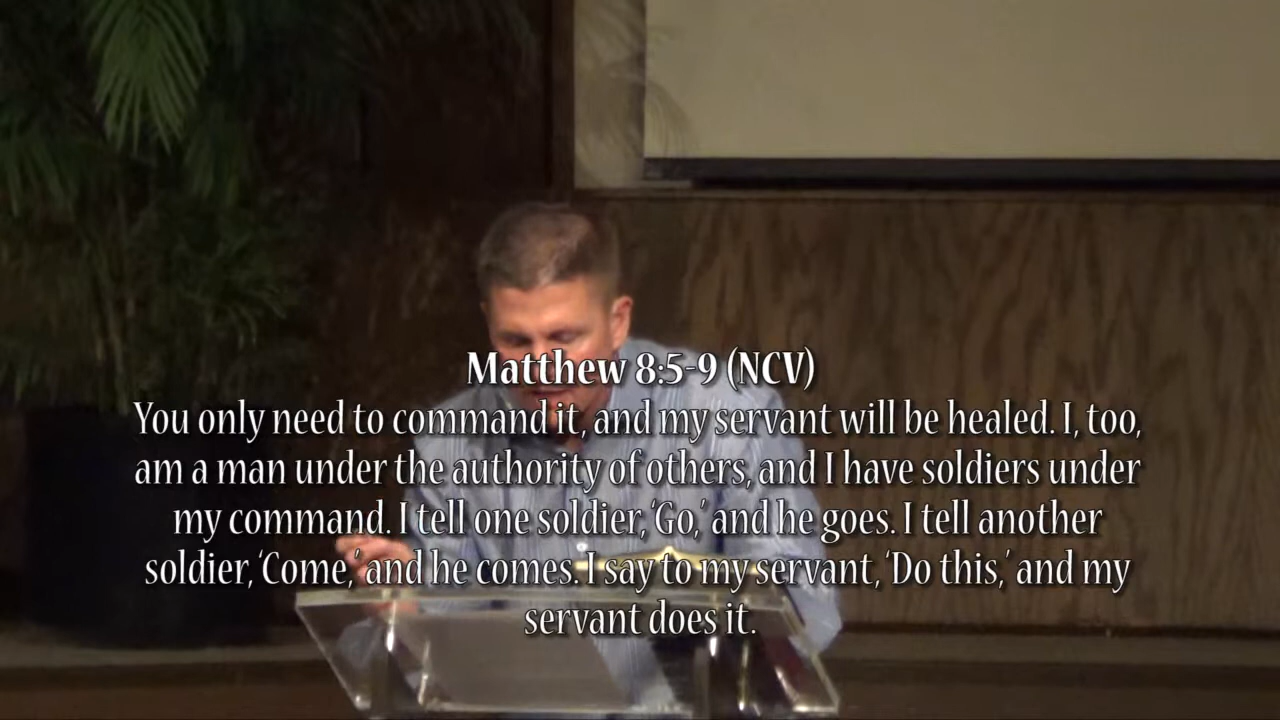 Matthew 8:5-9 (NCV)
You only need to command it, and my servant will be healed. I, too,
am a man under the authority of others, and I have soldiers under
my command. I tell one soldier, ‘Go,’ and he goes. I tell another
soldier, ‘Come,’ and he comes. I say to my servant, ‘Do this,’ and my
servant does it.